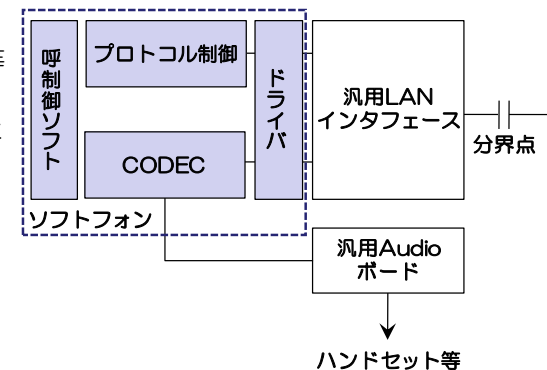 呼制御ソフト
プロトコル制御
CODEC
ドライバ
ソフトフォン
汎用LAN
インタフェース
分界点
汎用Audio
ボード
ハンドセット等